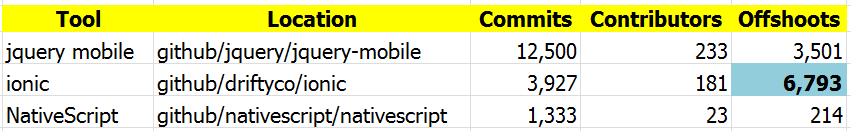 Tool Location Commits Contributors Offshoots
jquery mobile github/jquery/jquery-mobile 12,500 233 3,501
ionic github/driftyco/ionic 3,927 181 6,793
NativeScript github/nativescript/nativescript 1,333 23 214